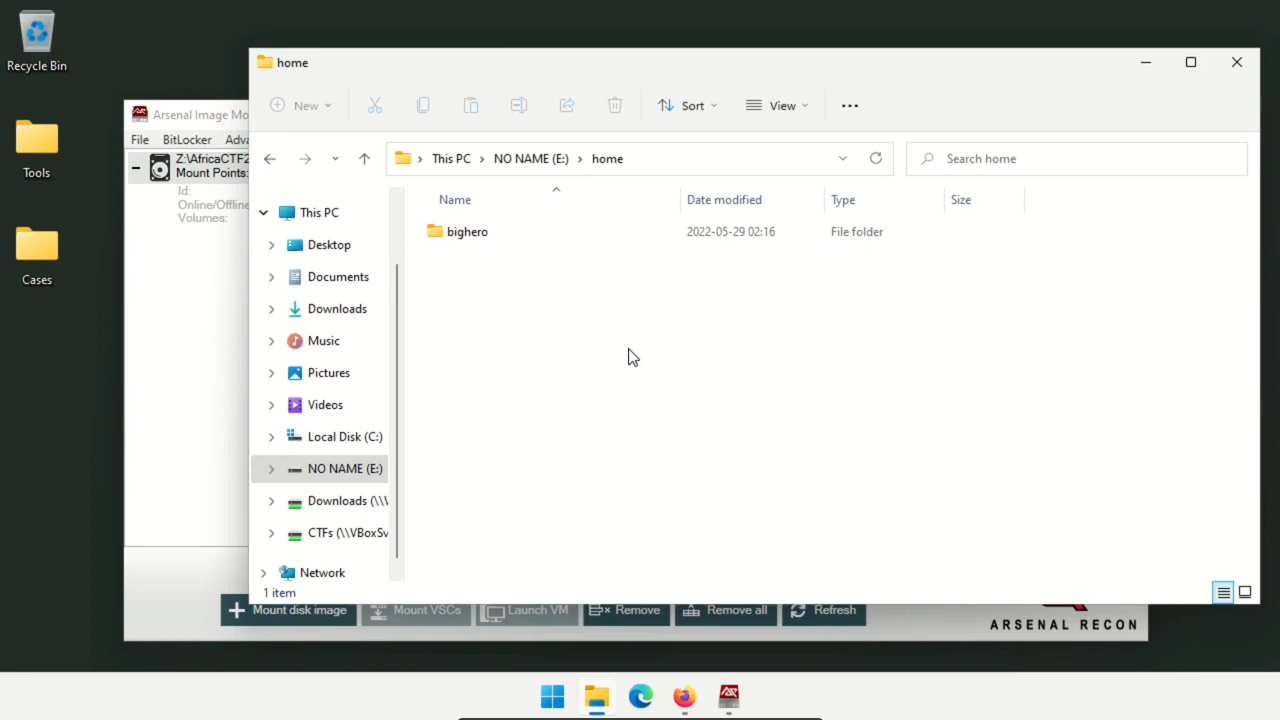 Recycle Bin
Tools
Cases
Arsenal Image Mo
File BitLocker Adva
Z:\AfricaCTF2
Mount Points:
Id:
Online/Offline
Volumes:
home
New
Sort
View
This PC > NO NAME (E:) > home
Search home
Name Date modified Type Size
bighero 2022-05-29 02:16 File folder
This PC
Desktop
Documents
Downloads
Music
Pictures
Videos
Local Disk (C:)
NO NAME (E:)
Downloads (\\V
CTFs (\\VBoxSv
Network
1 item
Mount disk image Mount VSCs Launch VM Remove Remove all Refresh
ARSENAL RECON